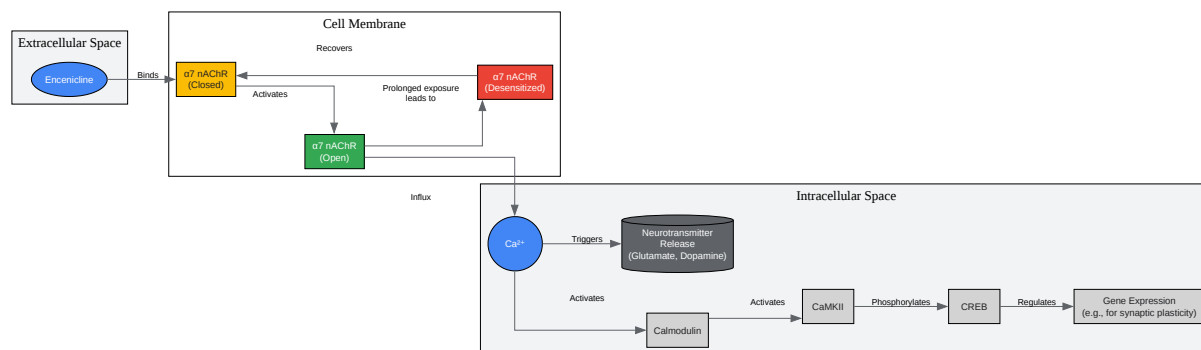 Cell Membrane
Extracellular Space
Encenicline
Binds
α7 nAChR
(Closed)
Recovers
Activates
Prolonged exposure
leads to
α7 nAChR
(Desensitized)
α7 nAChR
(Open)
Influx
Intracellular Space
Ca²⁺
Triggers
Neurotransmitter
Release
(Glutamate, Dopamine)
Activates
Calmodulin
Activates
CaMKII
Phosphorylates
CREB
Regulates
Gene Expression
(e.g., for synaptic plasticity)